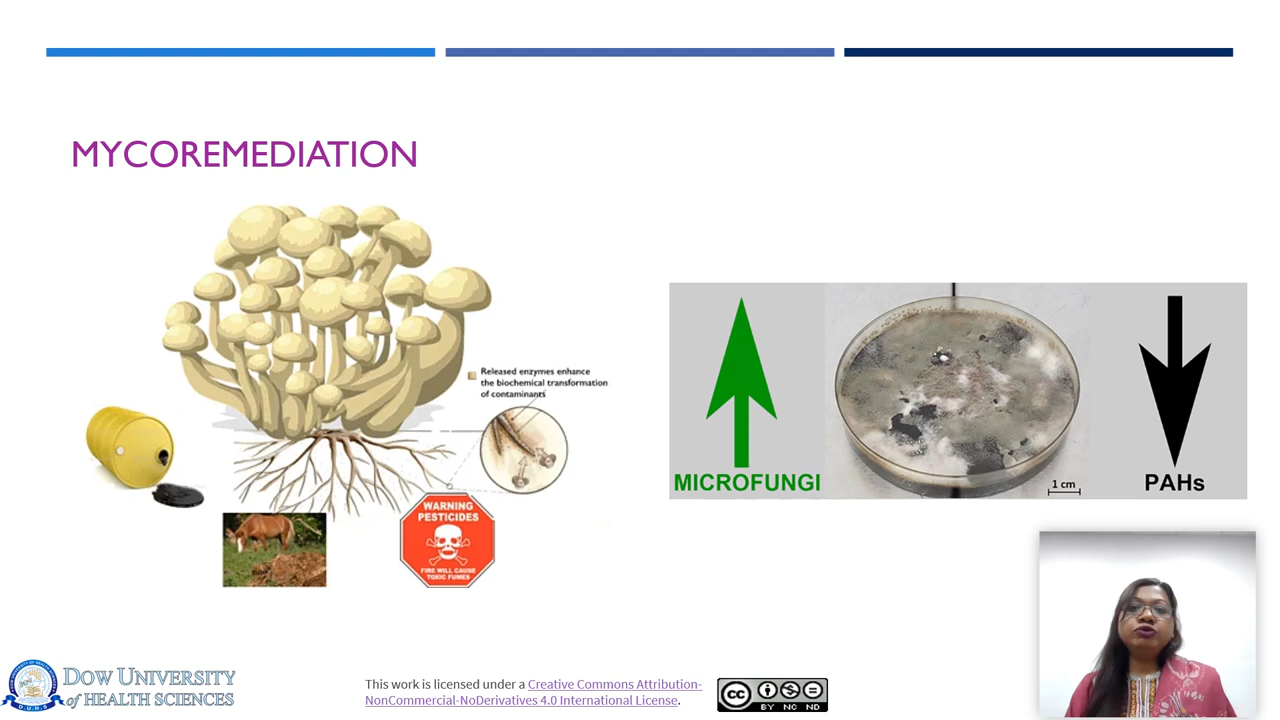 MYCOREMEDIATION
Released enzymes enhance
the biochemical transformation
of contaminants
WARNING
PESTICIDES
FIRE WILL CAUSE
TOXIC FUMES
MICROFUNGI
1 cm
PAHs
DOW UNIVERSITY
of HEALTH SCIENCES
D.U.H.S
This work is licensed under a Creative Commons Attribution-
NonCommercial-NoDerivatives 4.0 International License.
cc
BY NC ND